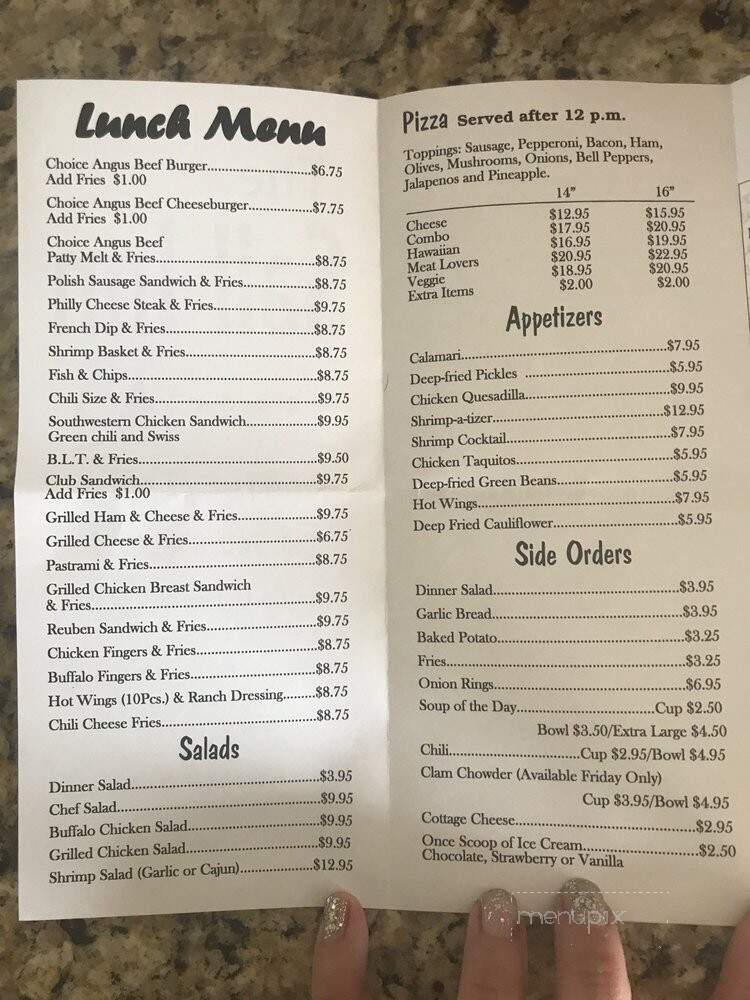 Lunch Menu
Choice Angus Beef Burger.............................$6.75
Add Fries $1.00
Choice Angus Beef Cheeseburger................$7.75
Add Fries $1.00
Choice Angus Beef
Patty Melt & Fries........................................$8.75
Polish Sausage Sandwich & Fries.................$8.75
Philly Cheese Steak & Fries..........................$9.75
French Dip & Fries.......................................$8.75
Shrimp Basket & Fries..................................$8.75
Fish & Chips.................................................$8.75
Chili Size & Fries..........................................$9.75
Southwestern Chicken Sandwich..................$9.95
Green chili and Swiss
B.L.T. & Fries................................................$9.50
Club Sandwich..............................................$9.75
Add Fries $1.00
Grilled Ham & Cheese & Fries.....................$9.75
Grilled Cheese & Fries.................................$6.75
Pastrami & Fries..........................................$8.75
Grilled Chicken Breast Sandwich
& Fries.........................................................$9.75
Reuben Sandwich & Fries............................$9.75
Chicken Fingers & Fries...............................$8.75
Buffalo Fingers & Fries................................$8.75
Hot Wings (10Pcs.) & Ranch Dressing........$8.75
Chili Cheese Fries........................................$8.75
Salads
Dinner Salad................................................$3.95
Chef Salad...................................................$9.95
Buffalo Chicken Salad..................................$9.95
Grilled Chicken Salad...................................$9.95
Shrimp Salad (Garlic or Cajun)..................$12.95
Pizza Served after 12 p.m.
Toppings: Sausage, Pepperoni, Bacon, Ham,
Olives, Mushrooms, Onions, Bell Peppers,
Jalapenos and Pineapple.
14" 16"
Cheese $12.95 $15.95
Combo $17.95 $20.95
Hawaiian $16.95 $19.95
Meat Lovers $20.95 $22.95
Veggie $18.95 $20.95
Extra Items $2.00 $2.00
Appetizers
Calamari.....................................................$7.95
Deep-fried Pickles .....................................$5.95
Chicken Quesadilla.....................................$9.95
Shrimp-a-tizer...........................................$12.95
Shrimp Cocktail..........................................$7.95
Chicken Taquitos........................................$5.95
Deep-fried Green Beans..............................$5.95
Hot Wings...................................................$7.95
Deep Fried Cauliflower...............................$5.95
Side Orders
Dinner Salad................................................$3.95
Garlic Bread.................................................$3.95
Baked Potato................................................$3.25
Fries.............................................................$3.25
Onion Rings.................................................$6.95
Soup of the Day....................................Cup $2.50
Bowl $3.50/Extra Large $4.50
Chili..................................Cup $2.95/Bowl $4.95
Clam Chowder (Available Friday Only)
Cup $3.95/Bowl $4.95
Cottage Cheese...............................................$2.95
Once Scoop of Ice Cream..............................$2.50
Chocolate, Strawberry or Vanilla
menupix